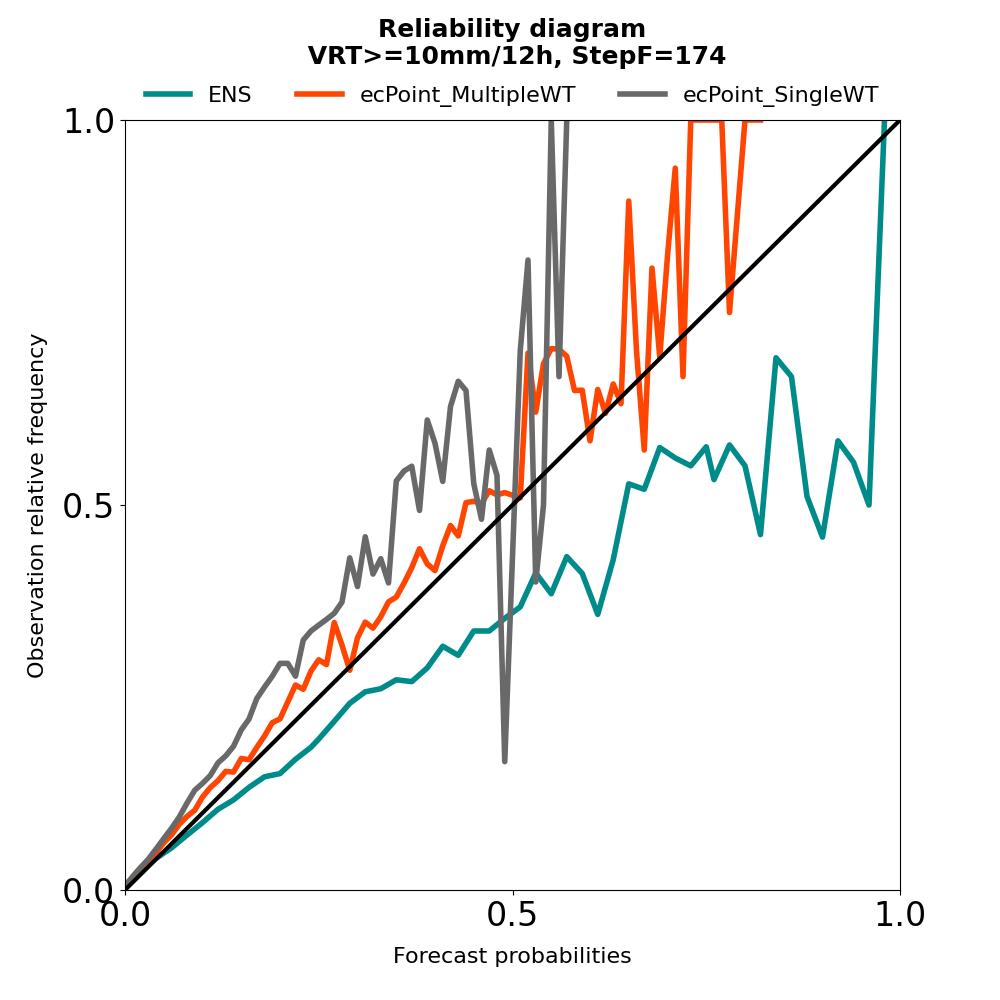 Reliability diagram
VRT>=10mm/12h, StepF=174
ENS ecPoint_MultipleWT ecPoint_SingleWT
1.0
0.5
0.0
0.0 0.5 1.0
Observation relative frequency
Forecast probabilities